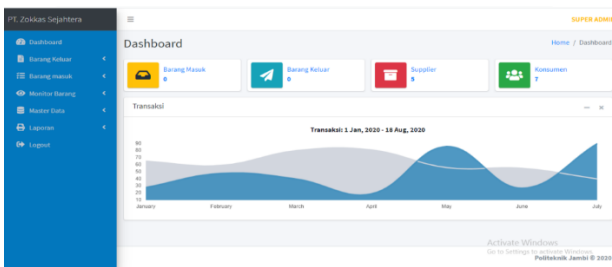 PT. Zokkas Sejahtera
SUPER ADMIN
Dashboard
Barang Keluar
Barang masuk
Monitor Barang
Master Data
Laporan
Logout
Dashboard
Home / Dashboard
Barang Masuk
0
Barang Keluar
0
Supplier
5
Konsumen
7
Transaksi
Transaksi: 1 Jan, 2020 - 18 Aug, 2020
90
80
70
60
50
40
30
20
10
January February March April May June July
Activate Windows
Go to Settings to activate Windows.
Politeknik Jambi © 2020